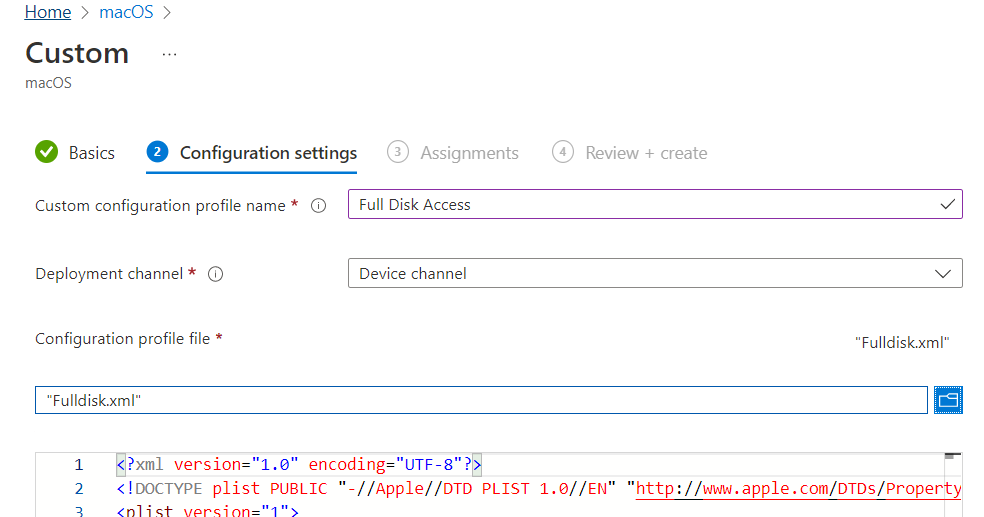 Home > macOS >
Custom ...
macOS
Basics 2 Configuration settings 3 Assignments 4 Review + create
Custom configuration profile name * Full Disk Access
Deployment channel * Device channel
Configuration profile file * "Fulldisk.xml"
"Fulldisk.xml"
1 <?xml version="1.0" encoding="UTF-8"?>
2 <!DOCTYPE plist PUBLIC "-//Apple//DTD PLIST 1.0//EN" "http://www.apple.com/DTDs/Property
3 <plist version="1">